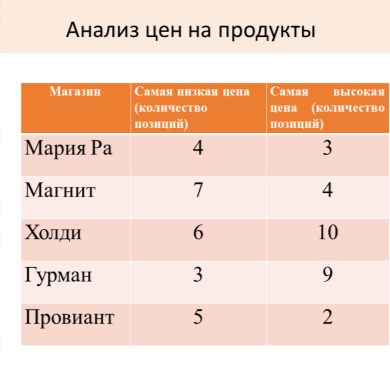 Анализ цен на продукты
Магазин Самая низкая цена (количество позиций) Самая высокая цена (количество позиций)
Мария Ра 4 3
Магнит 7 4
Холди 6 10
Гурман 3 9
Провиант 5 2